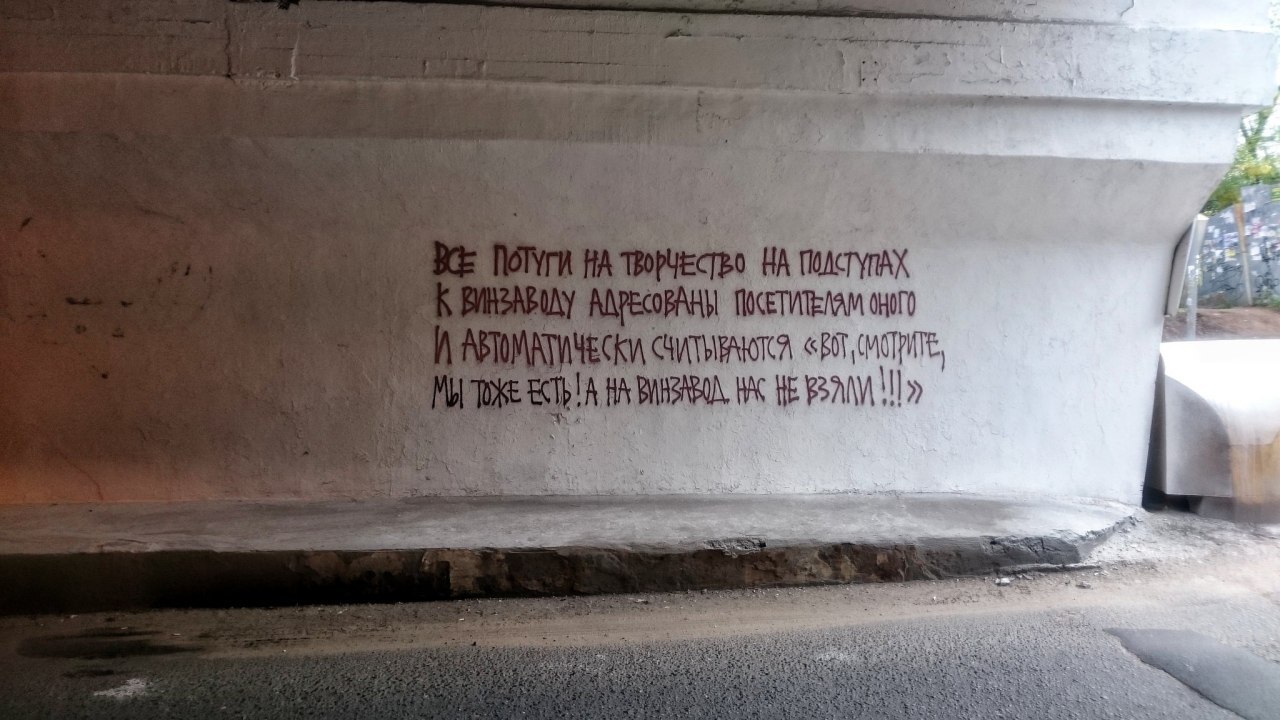 ВСЕ ПОТУГИ НА ТВОРЧЕСТВО НА ПОДСТУПАХ
К ВИНЗАВОДУ АДРЕСОВАНЫ ПОСЕТИТЕЛЯМ ОНОГО
И АВТОМАТИЧЕСКИ СЧИТЫВАЮТСЯ «ВОТ, СМОТРИТЕ,
МЫ ТОЖЕ ЕСТЬ! А НА ВИНЗАВОД НАС НЕ ВЗЯЛИ!!!»